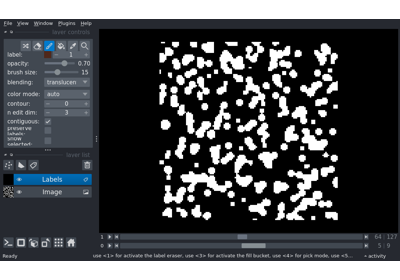 File View Window Plugins Help
layer controls
label: 1
opacity: 0.70
brush size: 15
blending: translucen
color mode: auto
contour: 0
n edit dim: 3
contiguous:
preserve
labels:
show
selected:
layer list
Labels
Image
1 64 127
0 0
Ready use <1> for activate the label eraser, use <3> for activate the fill bucket, use <4> for pick mode, use <5... activity